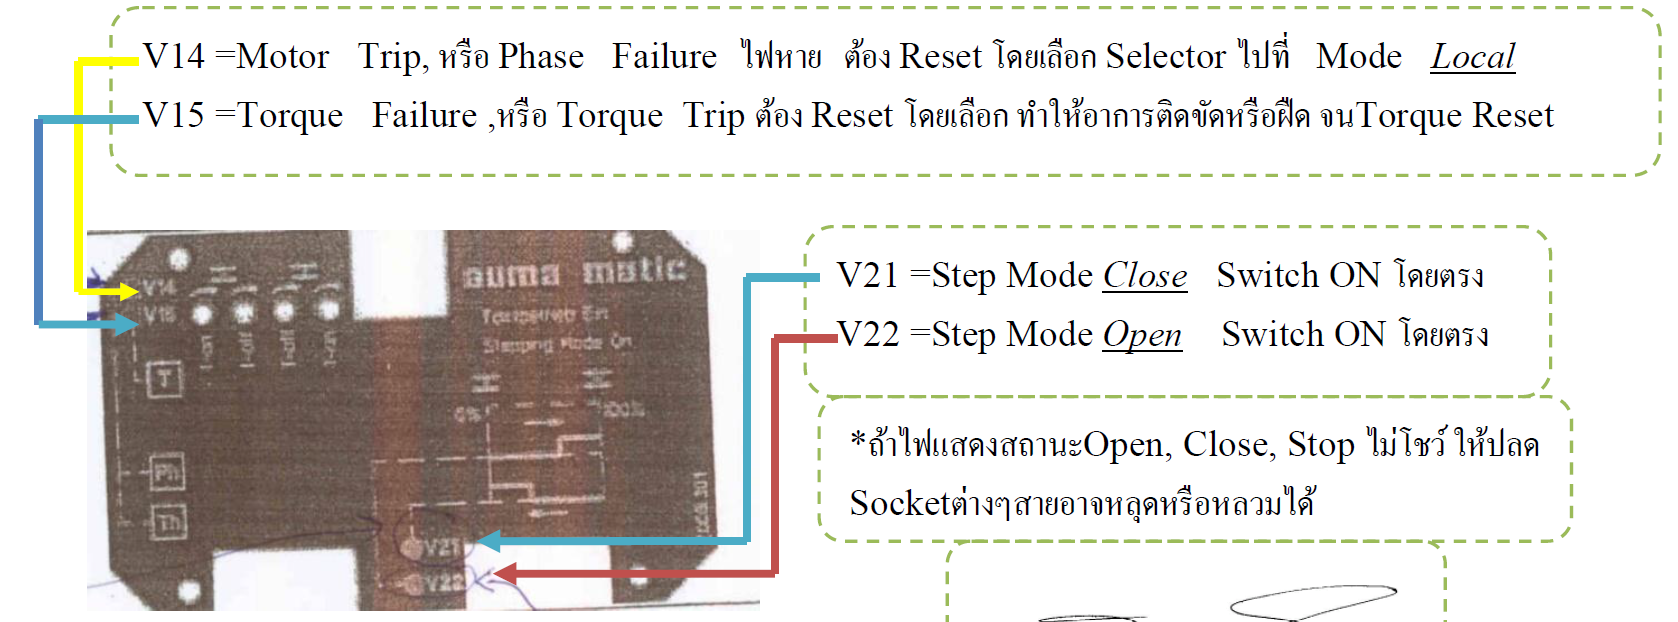 V14 =Motor Trip, หรือ Phase Failure ไฟหาย ต้อง Reset โดยเลือก Selector ไปที่ Mode Local
V15 =Torque Failure ,หรือ Torque Trip ต้อง Reset โดยเลือก ทำให้อาการติดขัดหรือฝืด จนTorque Reset
auma matic
V14
V15
Stepping Mode On
T
0%
100%
Ph
Th
V21
V22
V21 =Step Mode Close Switch ON โดยตรง
V22 =Step Mode Open Switch ON โดยตรง
*ถ้าไฟแสดงสถานะOpen, Close, Stop ไม่โชว์ ให้ปลด
Socketต่างๆสายอาจหลุดหรือหลวมได้